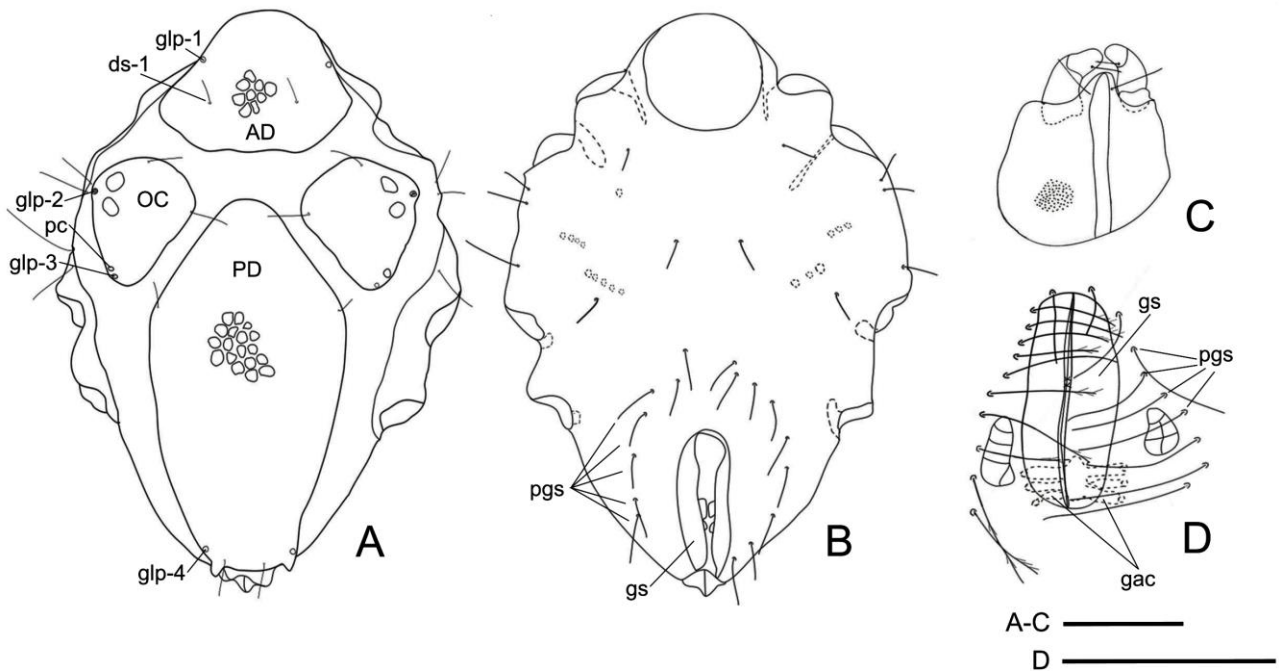 glp-1
ds-1
AD
glp-2
OC
pc
glp-3
PD
glp-4
A
pgs
gs
B
C
gs
pgs
D
gac
A-C
D